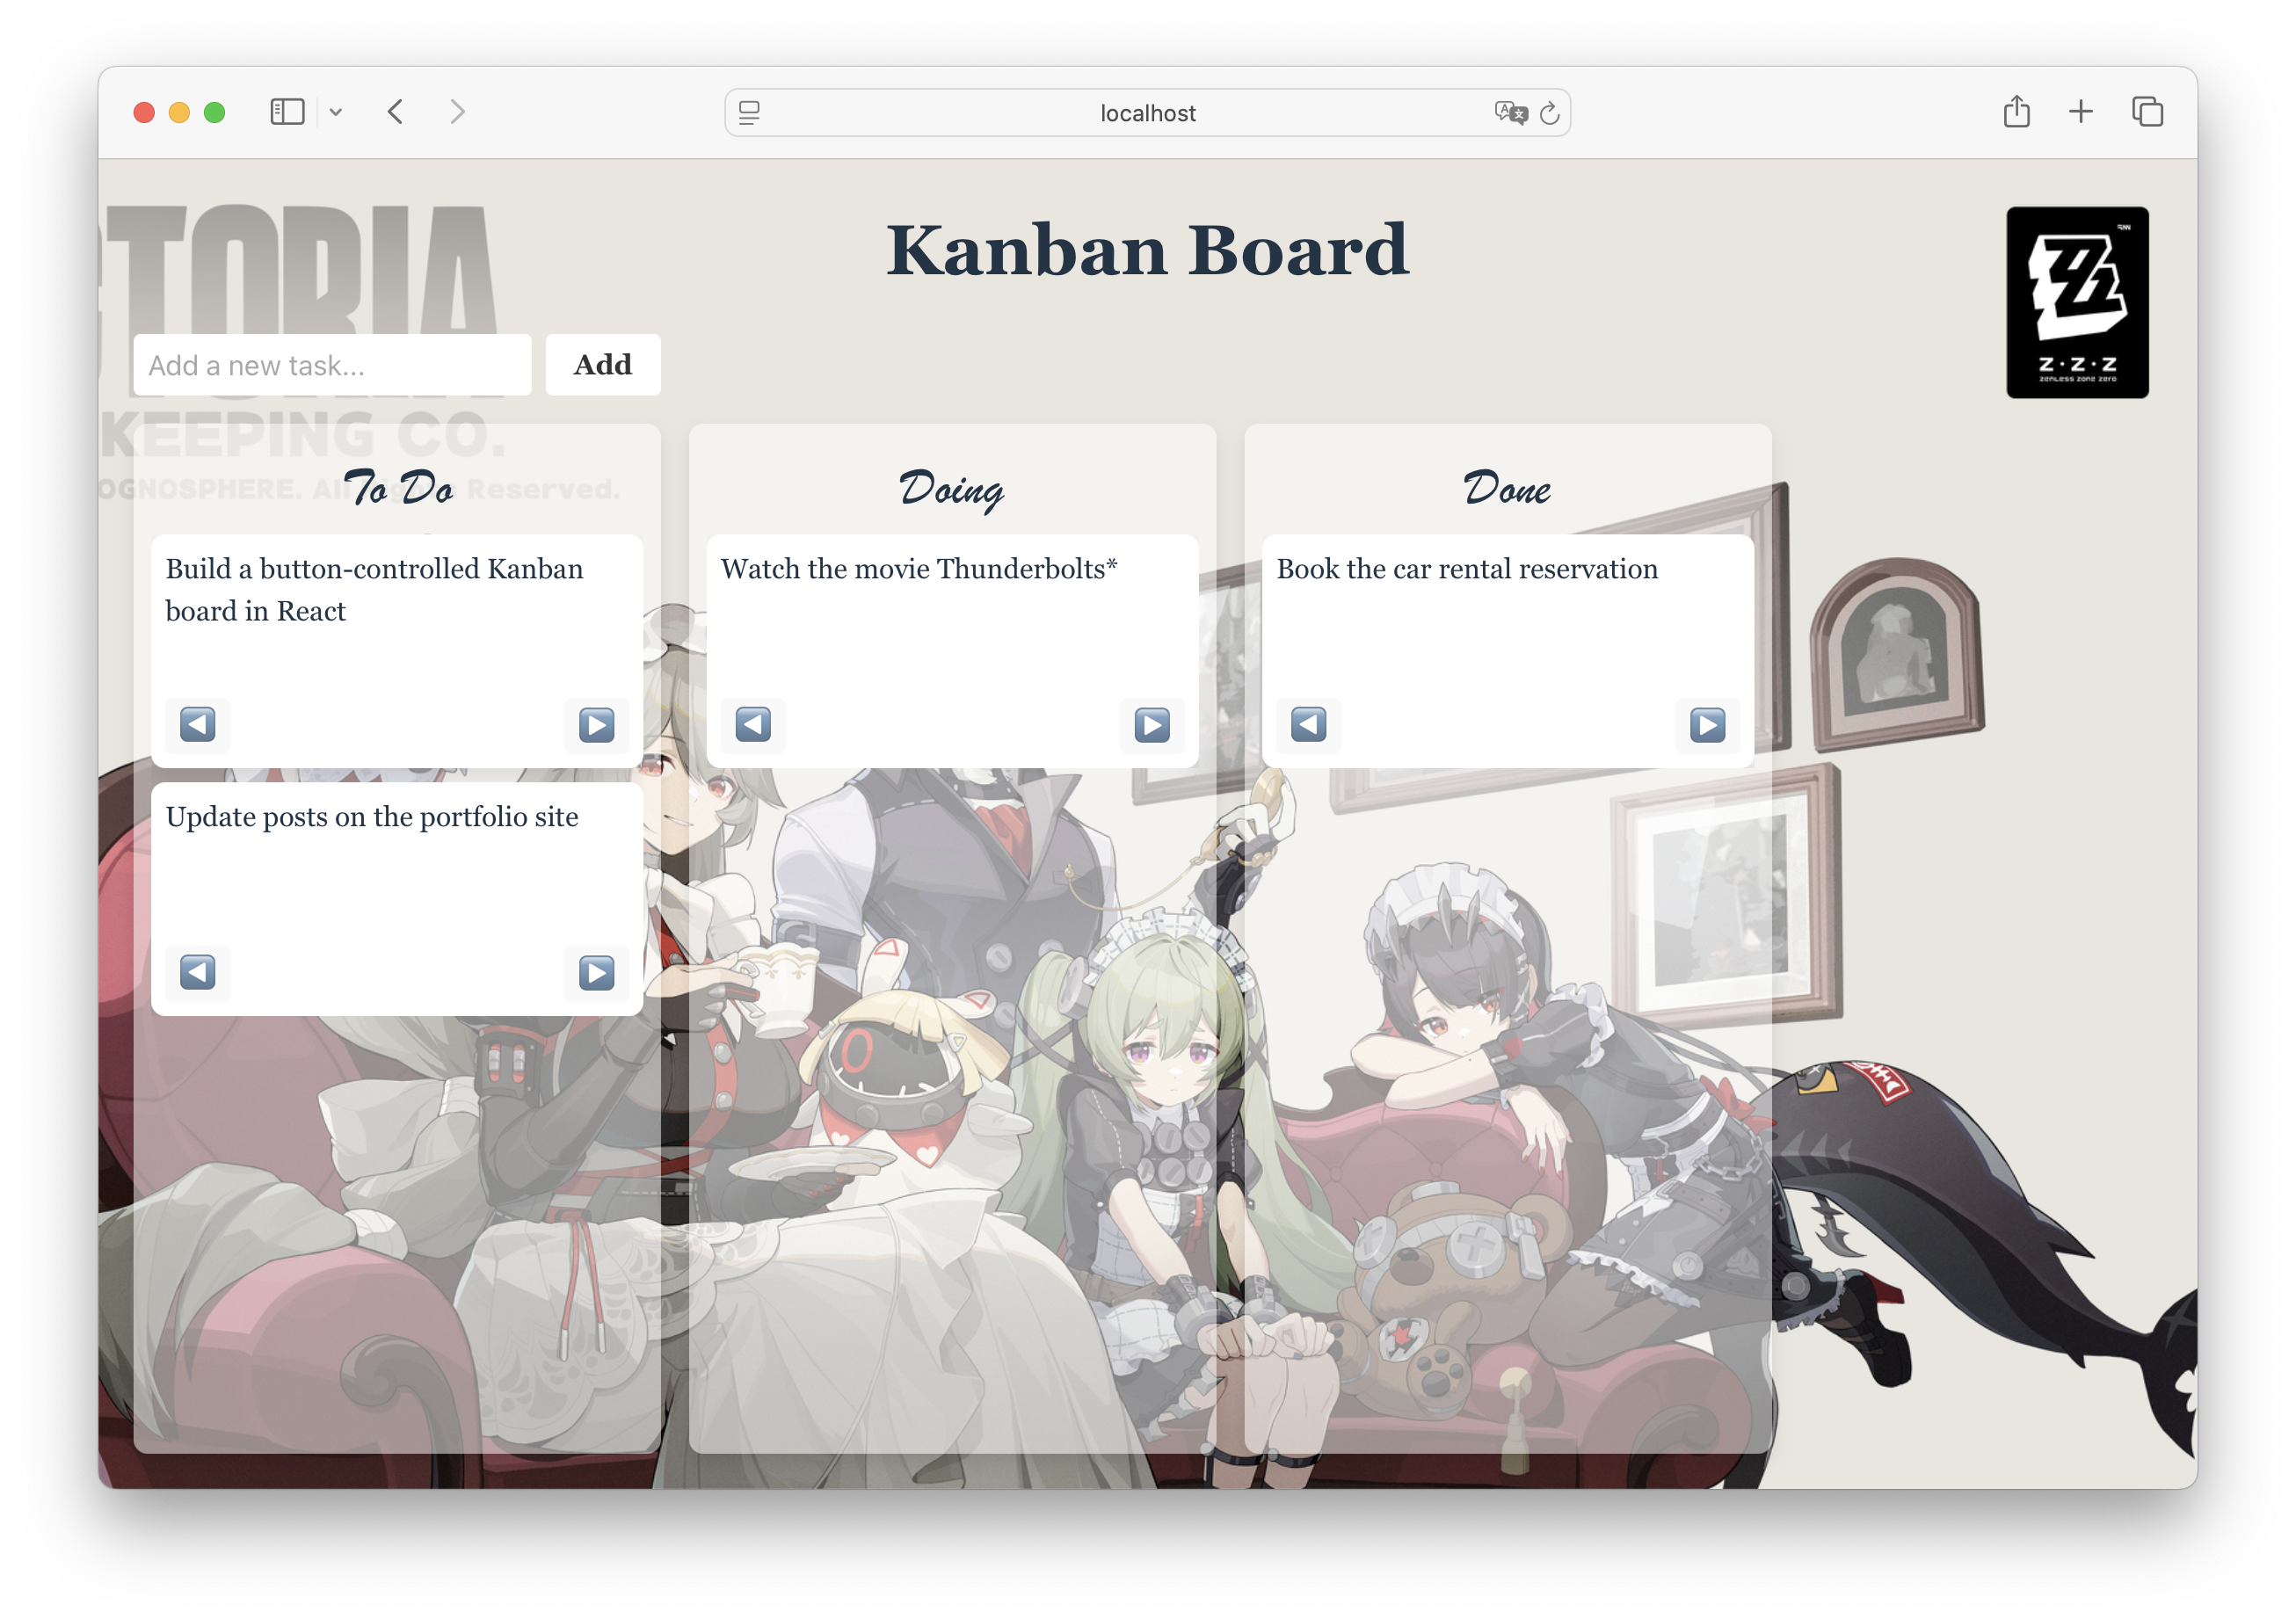 localhost
TORIA
Kanban Board
Z·Z·Z
ZENLESS ZONE ZERO
Add a new task...
Add
KEEPING CO.
OGNOSPHERE. All Rights Reserved.
To Do
Doing
Done
Build a button-controlled Kanban
board in React
Watch the movie Thunderbolts*
Book the car rental reservation
Update posts on the portfolio site